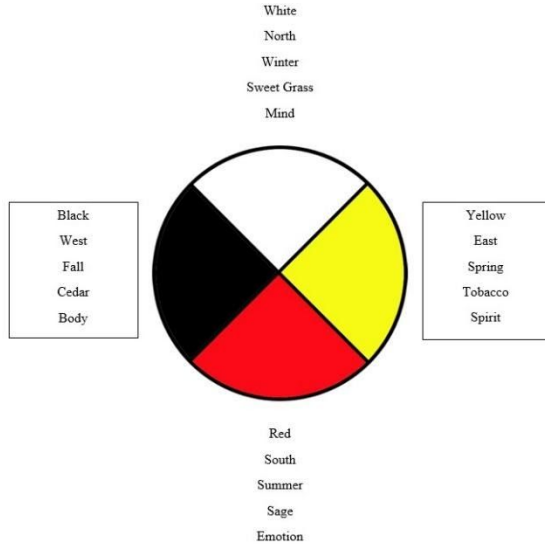 White
North
Winter
Sweet Grass
Mind
Black
West
Fall
Cedar
Body
Yellow
East
Spring
Tobacco
Spirit
Red
South
Summer
Sage
Emotion